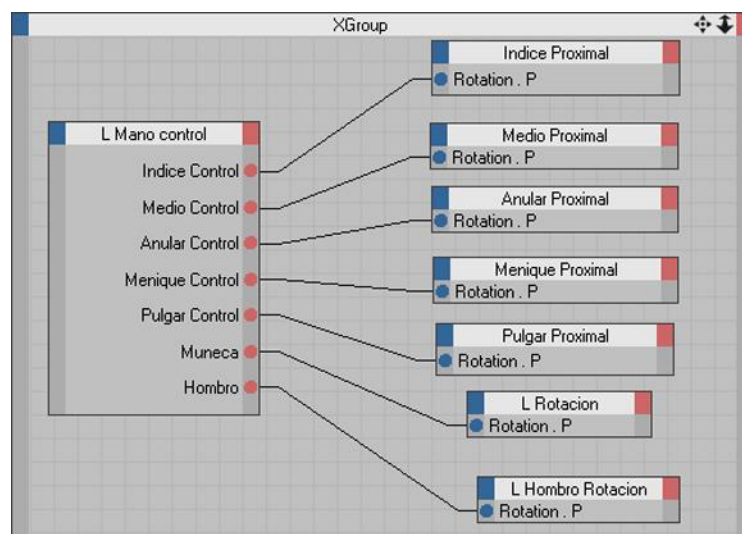 XGroup
L Mano control
Indice Control
Medio Control
Anular Control
Menique Control
Pulgar Control
Muneca
Hombro
Indice Proximal
Rotation . P
Medio Proximal
Rotation . P
Anular Proximal
Rotation . P
Menique Proximal
Rotation . P
Pulgar Proximal
Rotation . P
L Rotacion
Rotation . P
L Hombro Rotacion
Rotation . P